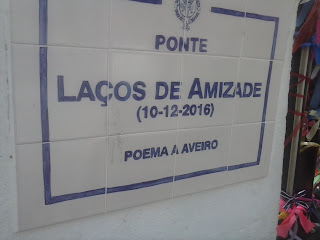 PONTE
LAÇOS DE AMIZADE
(10-12-2016)
POEMA A AVEIRO